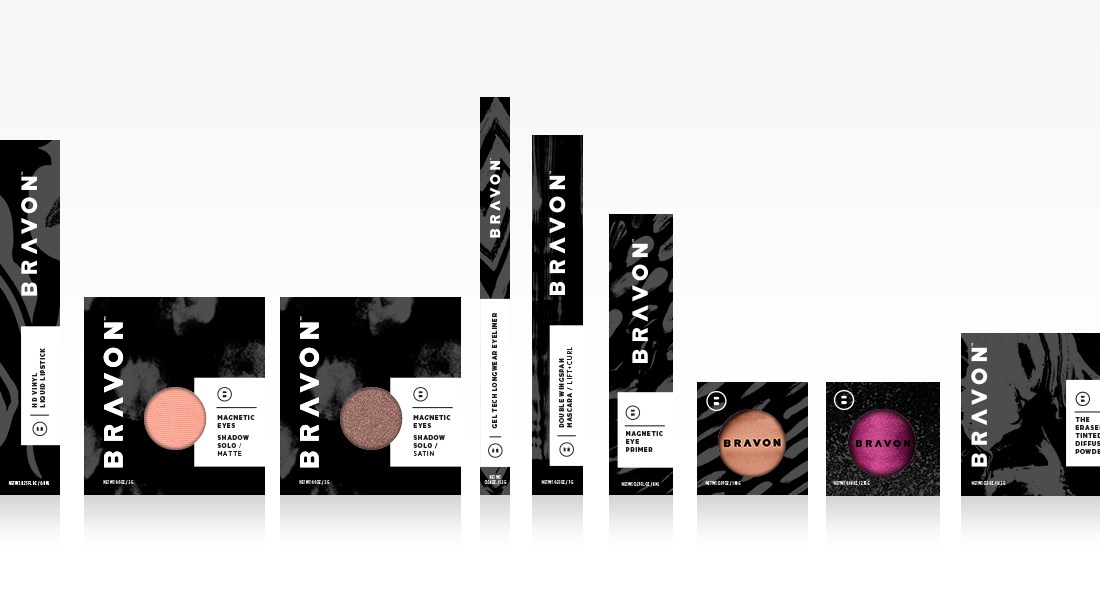 BRAVON
HD VINYL
LIQUID LIPSTICK
BRAVON
MAGNETIC
EYES
SHADOW
SOLO /
MATTE
BRAVON
MAGNETIC
EYES
SHADOW
SOLO /
SATIN
BRAVON
GEL TECH LONGWEAR EYELINER
BRAVON
DOUBLE WINGSPAN
MASCARA / LIFT+CURL
BRAVON
MAGNETIC
EYE
PRIMER
BRAVON
BRAVON
BRAVON
THE
ERASE
TINTED
DIFFUS
POWDE